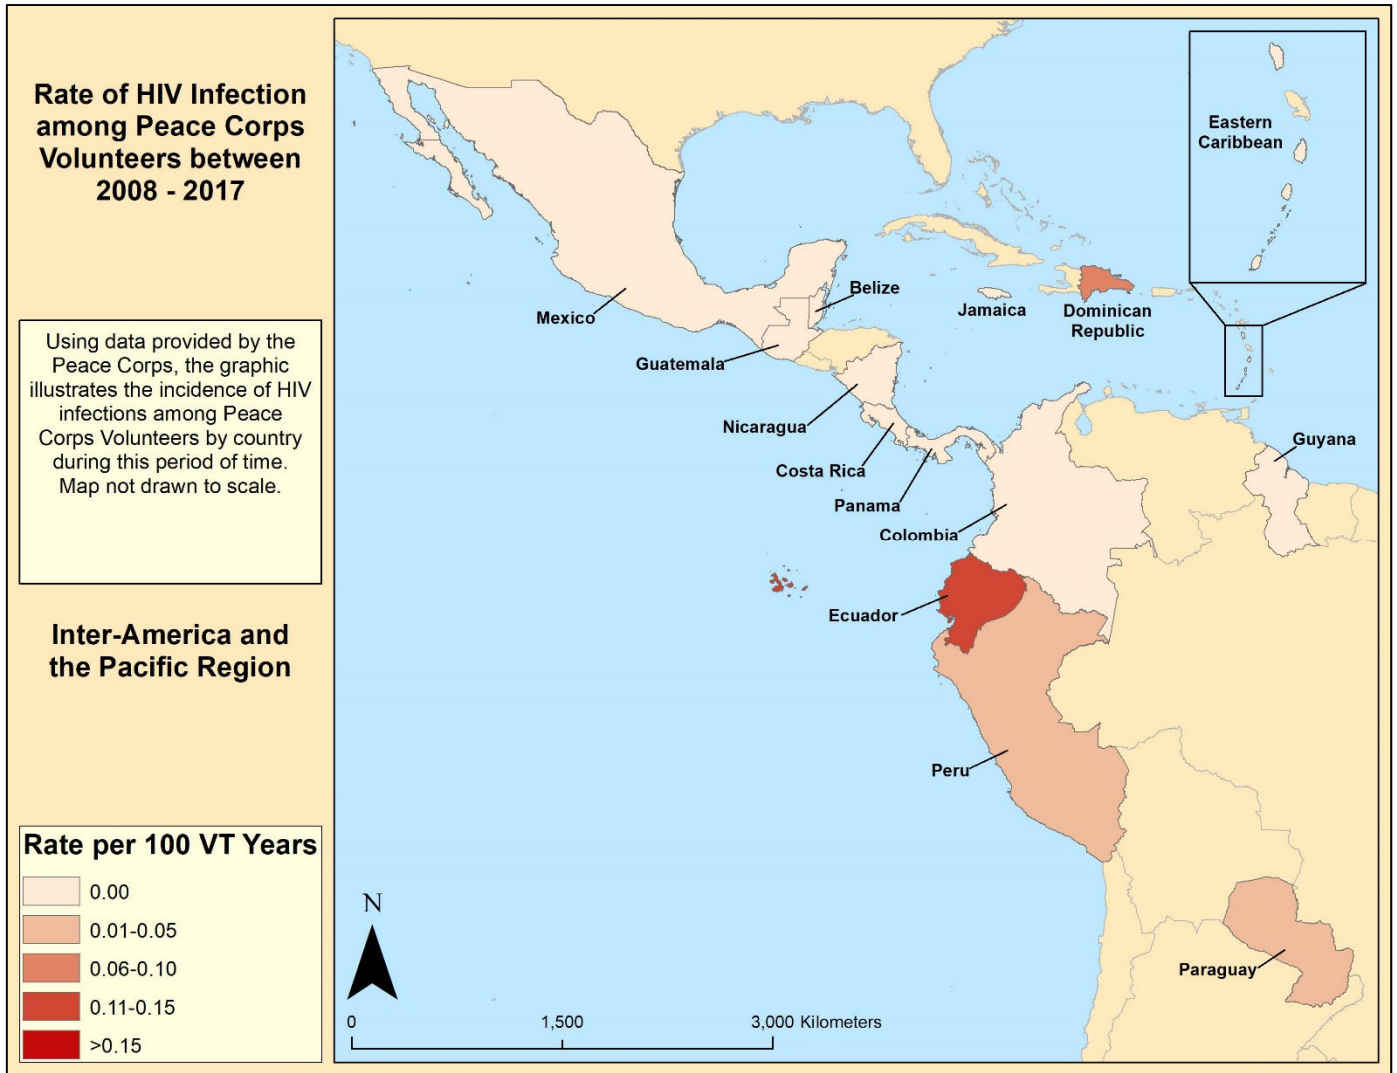 Rate of HIV Infection
among Peace Corps
Volunteers between
2008 - 2017
Using data provided by the
Peace Corps, the graphic
illustrates the incidence of HIV
infections among Peace
Corps Volunteers by country
during this period of time.
Map not drawn to scale.
Inter-America and
the Pacific Region
Rate per 100 VT Years
0.00
0.01-0.05
0.06-0.10
0.11-0.15
>0.15
Eastern
Caribbean
Mexico
Belize
Jamaica
Dominican
Republic
Guatemala
Nicaragua
Costa Rica
Panama
Colombia
Guyana
Ecuador
Peru
Paraguay
N
0 1,500 3,000 Kilometers